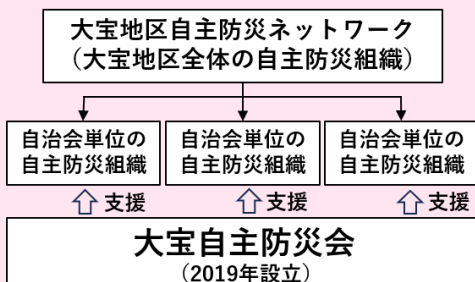 大宝地区自主防災ネットワーク
（大宝地区全体の自主防災組織）
自治会単位の
自主防災組織
自治会単位の
自主防災組織
自治会単位の
自主防災組織
支援
支援
支援
大宝自主防災会
（2019年設立）